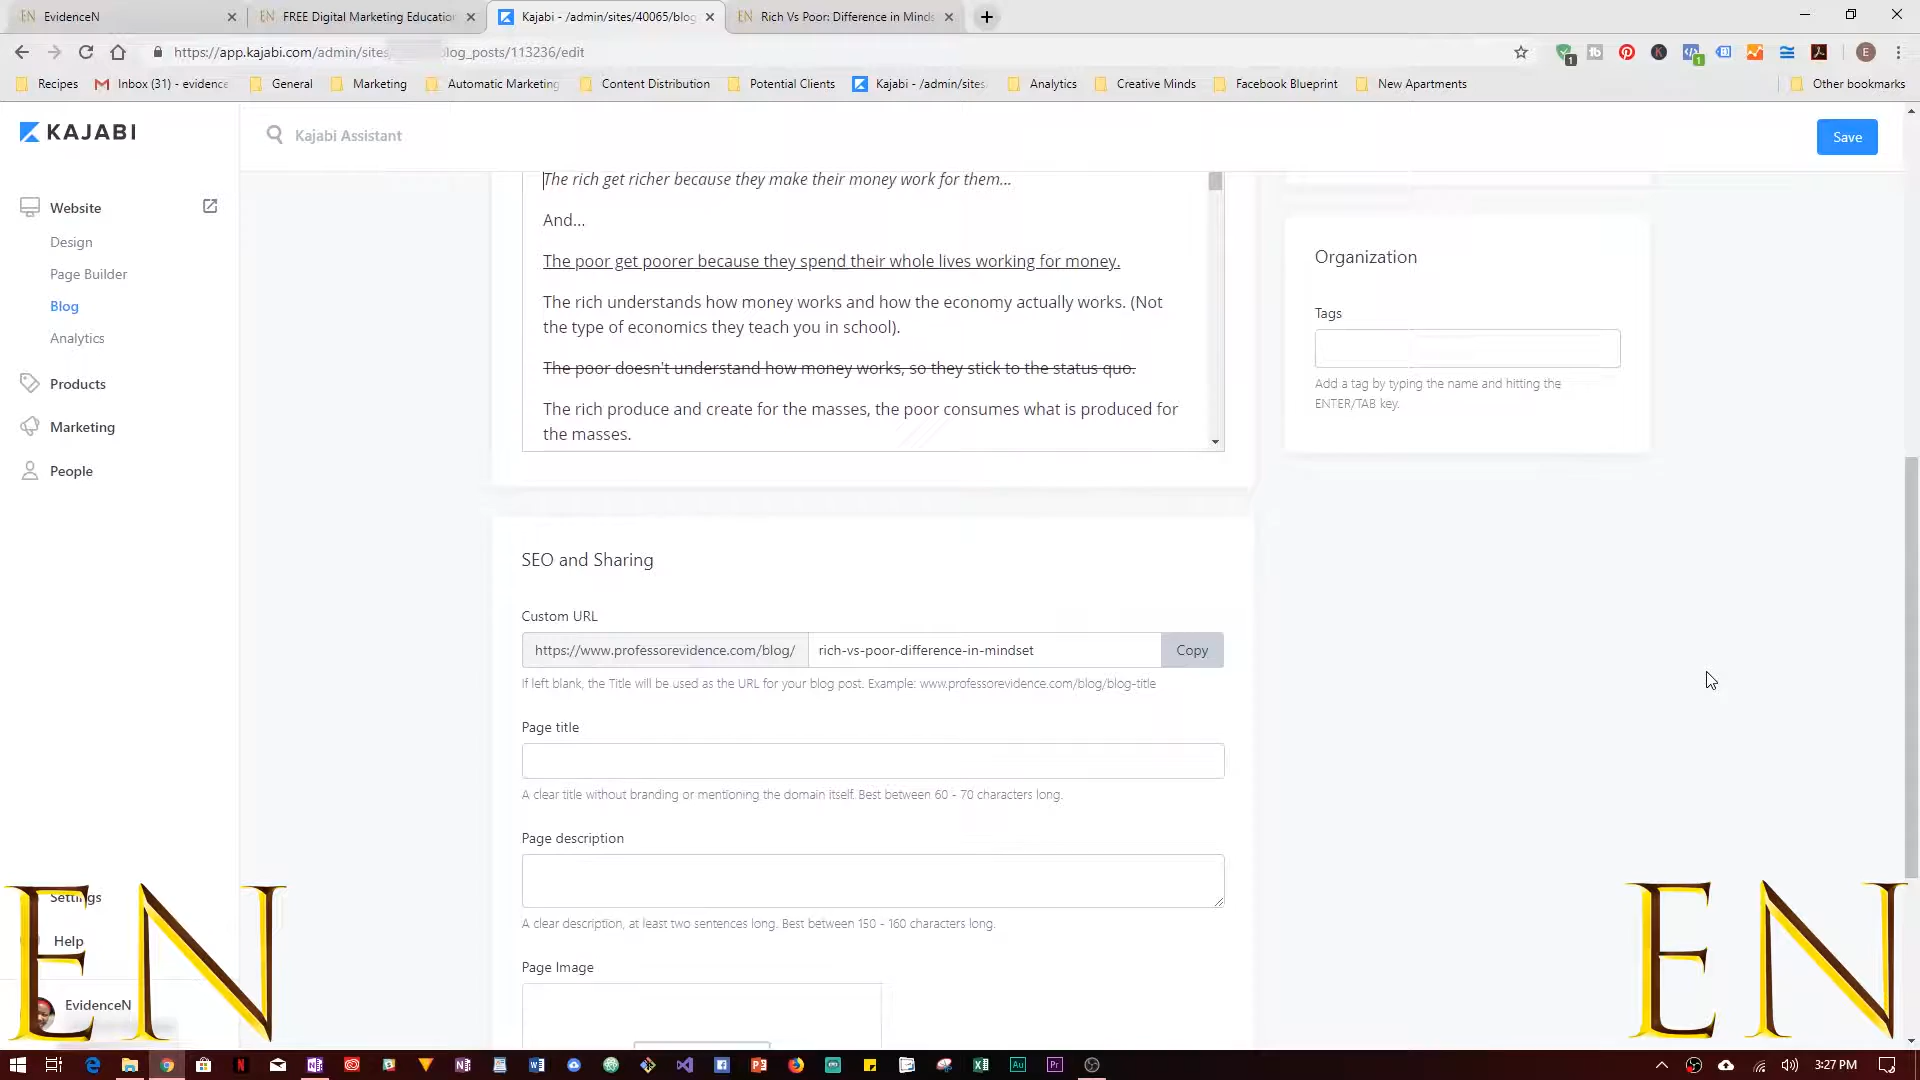 EvidenceN
FREE Digital Marketing Education
Kajabi - /admin/sites/40065/blog
Rich Vs Poor: Difference in Minds
https://app.kajabi.com/admin/sites
log_posts/113236/edit
Recipes
Inbox (31) - evidence
General
Marketing
Automatic Marketing
Content Distribution
Potential Clients
Kajabi - /admin/sites
Analytics
Creative Minds
Facebook Blueprint
New Apartments
Other bookmarks
KAJABI
Kajabi Assistant
Save
Website
Design
Page Builder
Blog
Analytics
Products
Marketing
People
Settings
Help
EvidenceN
The rich get richer because they make their money work for them...
And...
The poor get poorer because they spend their whole lives working for money.
The rich understands how money works and how the economy actually works. (Not
the type of economics they teach you in school).
The poor doesn't understand how money works, so they stick to the status quo.
The rich produce and create for the masses, the poor consumes what is produced for
the masses.
Organization
Tags
Add a tag by typing the name and hitting the
ENTER/TAB key.
SEO and Sharing
Custom URL
https://www.professorevidence.com/blog/
rich-vs-poor-difference-in-mindset
Copy
If left blank, the Title will be used as the URL for your blog post. Example: www.professorevidence.com/blog/blog-title
Page title
A clear title without branding or mentioning the domain itself. Best between 60 - 70 characters long.
Page description
A clear description, at least two sentences long. Best between 150 - 160 characters long.
Page Image
EN
EN
3:27 PM